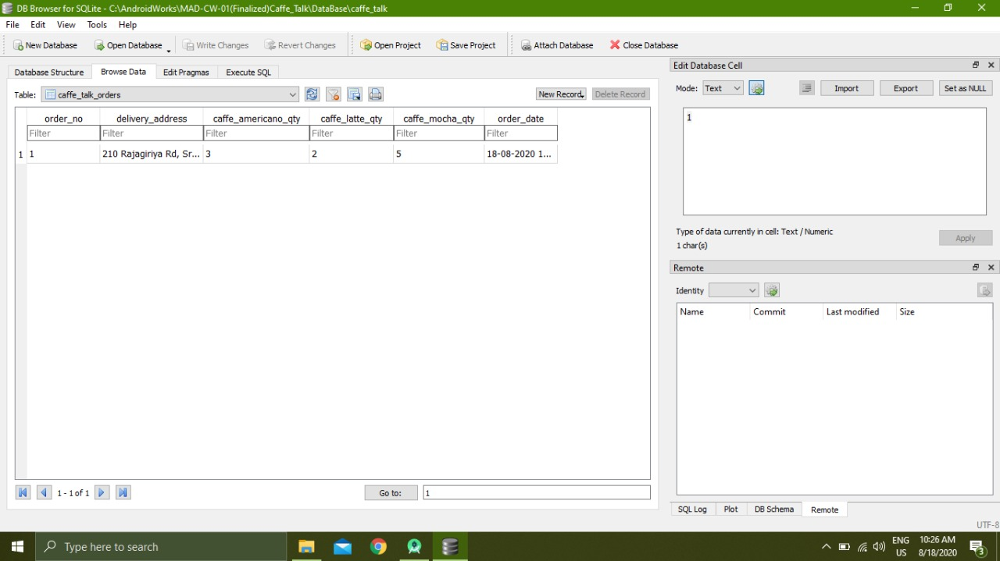 DB Browser for SQLite - C:\AndroidWorks\MAD-CW-01(Finalized)Caffe_Talk\DataBase\caffe_talk
File Edit View Tools Help
New Database Open Database Write Changes Revert Changes Open Project Save Project Attach Database Close Database
Database Structure Browse Data Edit Pragmas Execute SQL
Table: caffe_talk_orders New Record Delete Record
order_no delivery_address caffe_americano_qty caffe_latte_qty caffe_mocha_qty order_date
Filter Filter Filter Filter Filter Filter
1 1 210 Rajagiriya Rd, Sr... 3 2 5 18-08-2020 1...
1 - 1 of 1 Go to: 1
Edit Database Cell
Mode: Text Import Export Set as NULL
1
Type of data currently in cell: Text / Numeric
1 char(s)
Apply
Remote
Identity
Name Commit Last modified Size
SQL Log Plot DB Schema Remote
UTF-8
Type here to search
ENG
US
10:26 AM
8/18/2020
3